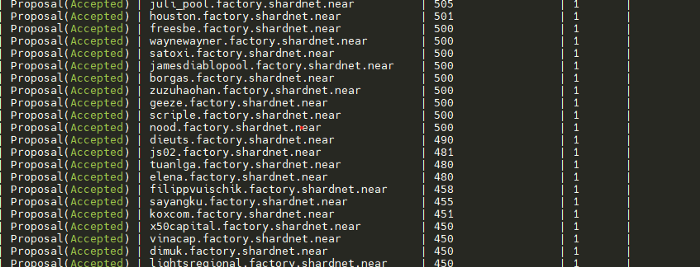 | Proposal(Accepted) | juli_pool.factory.shardnet.near | 505 | 1 |
| Proposal(Accepted) | houston.factory.shardnet.near | 501 | 1 |
| Proposal(Accepted) | freesbe.factory.shardnet.near | 500 | 1 |
| Proposal(Accepted) | waynewayner.factory.shardnet.near | 500 | 1 |
| Proposal(Accepted) | satoxi.factory.shardnet.near | 500 | 1 |
| Proposal(Accepted) | jamesdiablopool.factory.shardnet.near | 500 | 1 |
| Proposal(Accepted) | borgas.factory.shardnet.near | 500 | 1 |
| Proposal(Accepted) | zuzuhaohan.factory.shardnet.near | 500 | 1 |
| Proposal(Accepted) | geeze.factory.shardnet.near | 500 | 1 |
| Proposal(Accepted) | scriple.factory.shardnet.near | 500 | 1 |
| Proposal(Accepted) | nood.factory.shardnet.near | 500 | 1 |
| Proposal(Accepted) | dieuts.factory.shardnet.near | 490 | 1 |
| Proposal(Accepted) | js02.factory.shardnet.near | 481 | 1 |
| Proposal(Accepted) | tuanlga.factory.shardnet.near | 480 | 1 |
| Proposal(Accepted) | elena.factory.shardnet.near | 480 | 1 |
| Proposal(Accepted) | filippvuischik.factory.shardnet.near | 458 | 1 |
| Proposal(Accepted) | sayangku.factory.shardnet.near | 455 | 1 |
| Proposal(Accepted) | koxcom.factory.shardnet.near | 451 | 1 |
| Proposal(Accepted) | x50capital.factory.shardnet.near | 450 | 1 |
| Proposal(Accepted) | vinacap.factory.shardnet.near | 450 | 1 |
| Proposal(Accepted) | dimuk.factory.shardnet.near | 450 | 1 |
| Proposal(Accepted) | lightsregional.factory.shardnet.near | 450 | 1 |